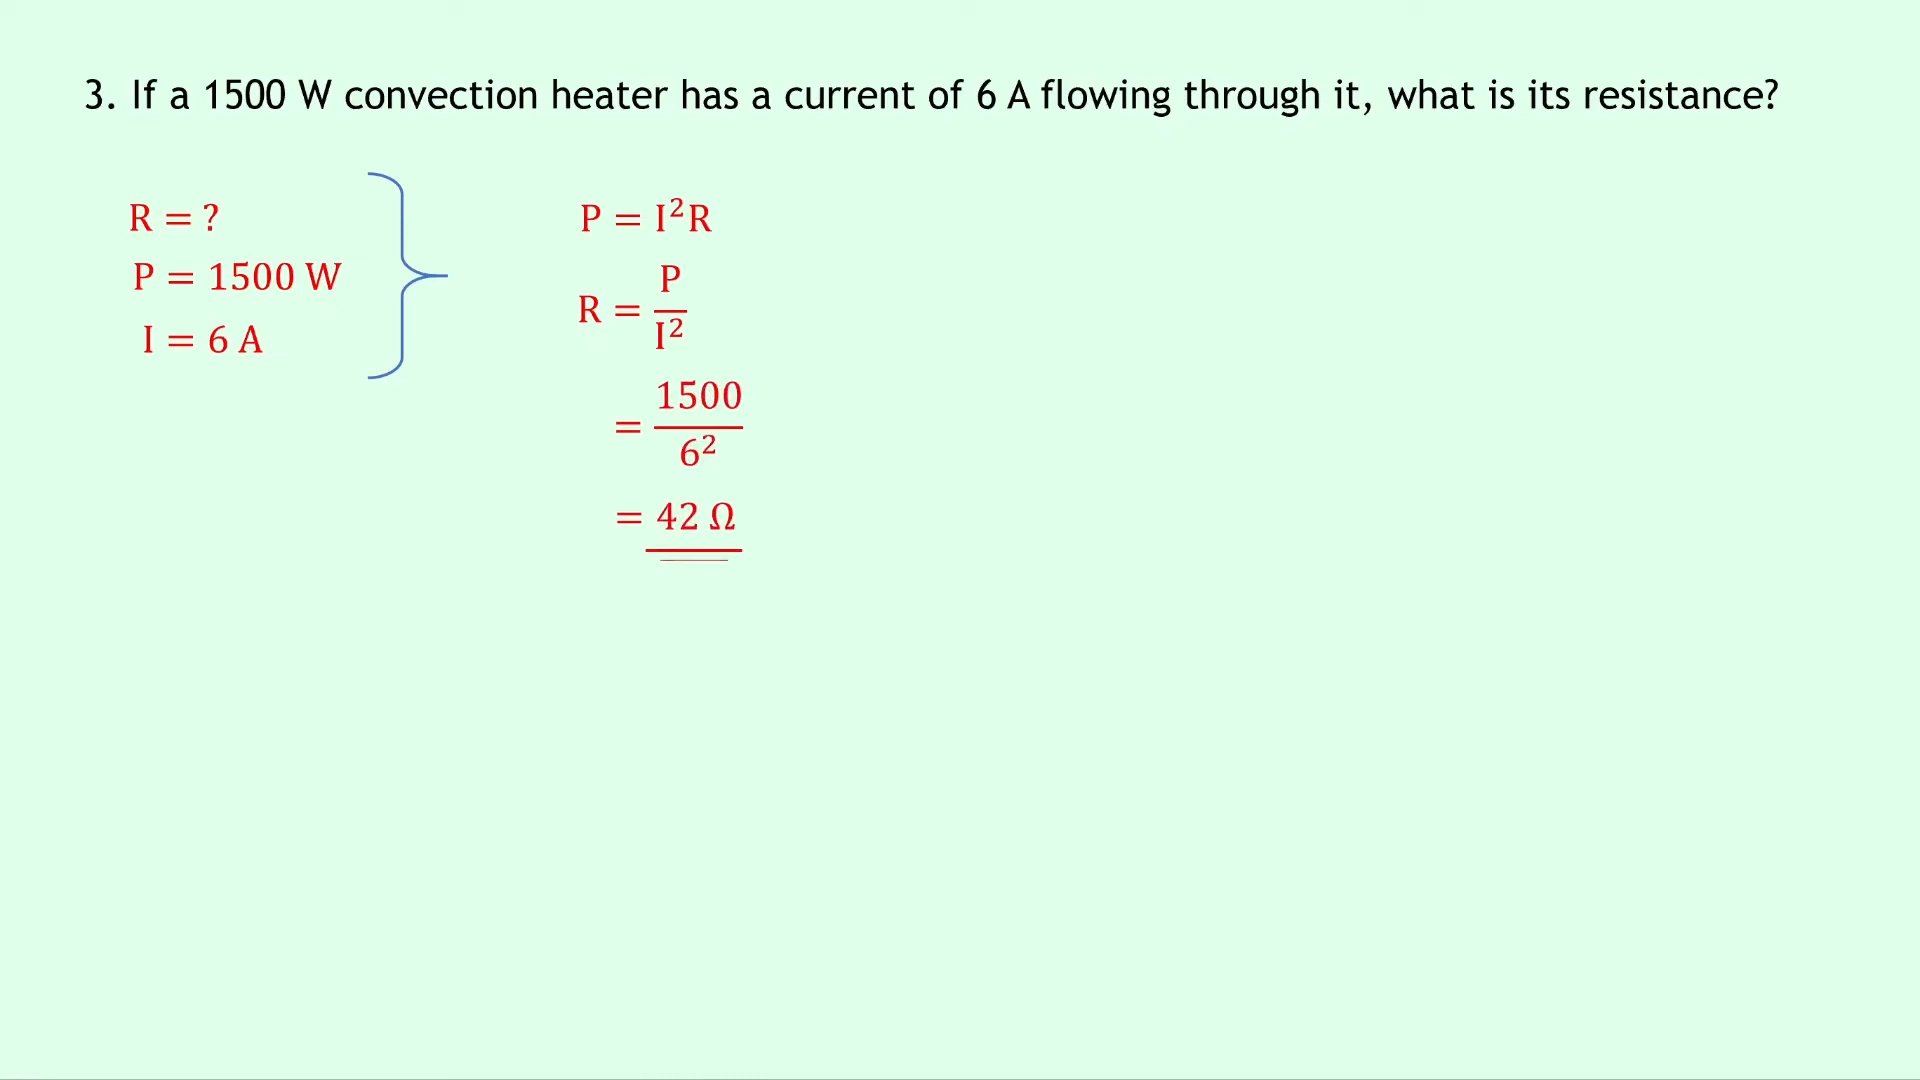 3. If a 1500 W convection heater has a current of 6 A flowing through it, what is its resistance?
R = ?
P = 1500 W
I = 6 A
P = I²R
R = P/I²
= 1500/6²
= 42 Ω